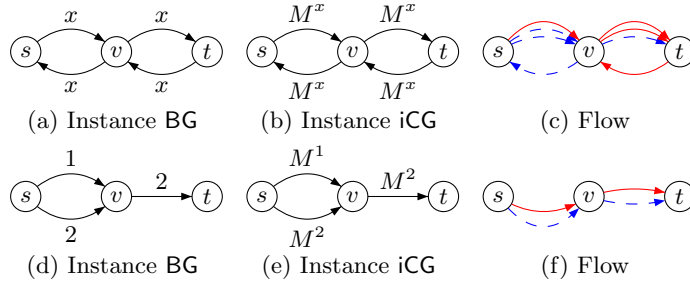 x x M^x M^x
s v t s v t s v t
x x M^x M^x
(a) Instance BG (b) Instance iCG (c) Flow
1 2 M^1 M^2
s v t s v t s v t
2 M^2
(d) Instance BG (e) Instance iCG (f) Flow